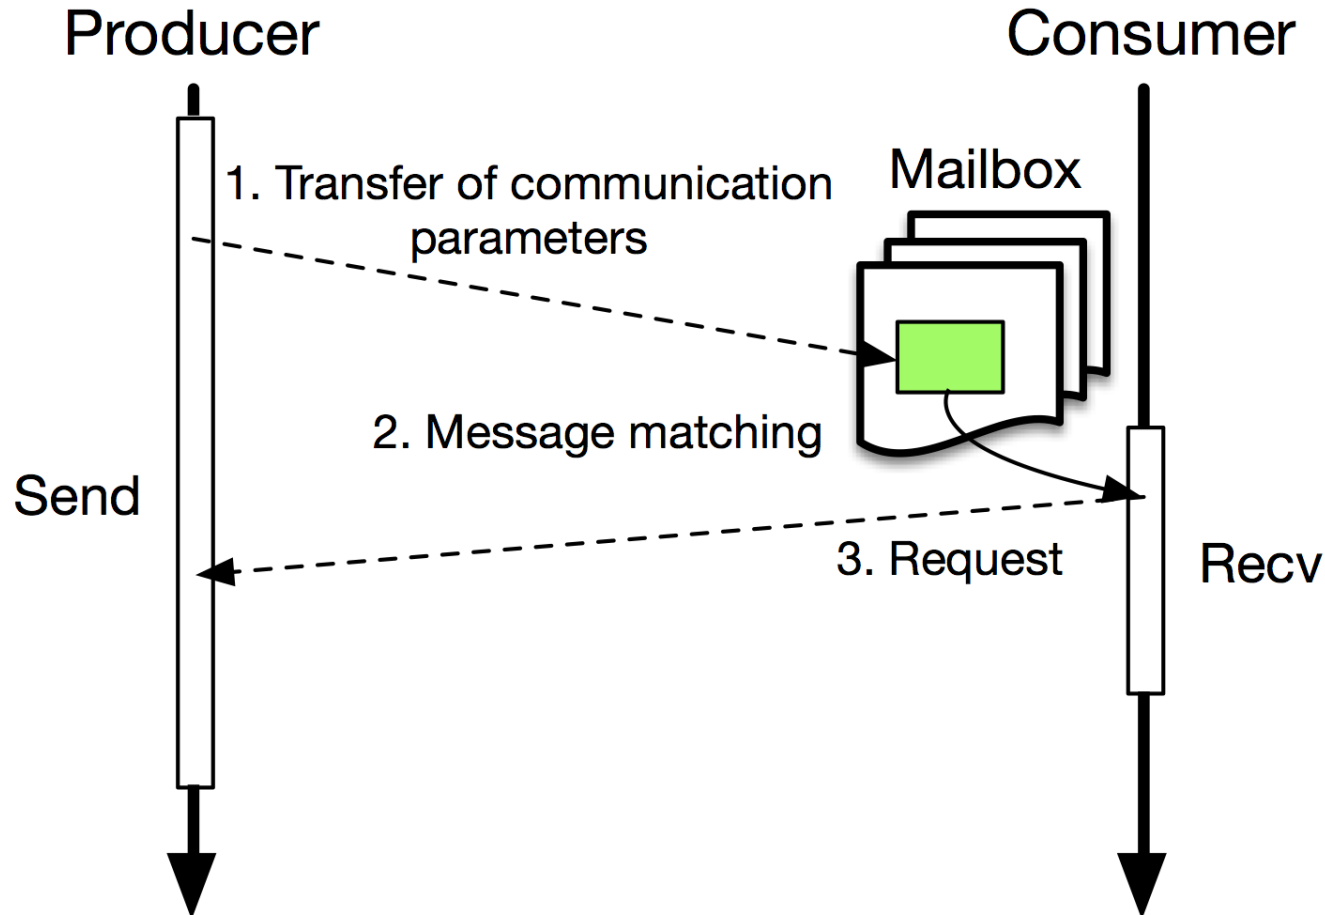 Producer
Consumer
1. Transfer of communication
parameters
Mailbox
2. Message matching
Send
3. Request
Recv